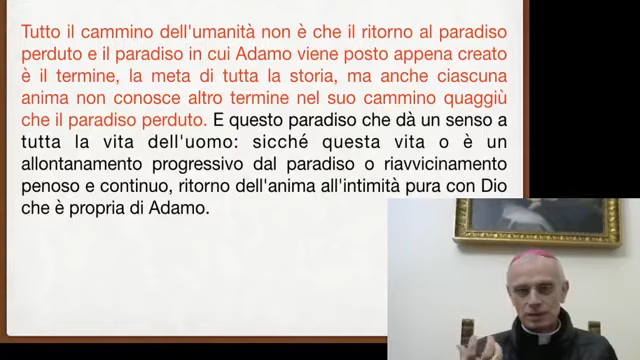 Tutto il cammino dell'umanità non è che il ritorno al paradiso
perduto e il paradiso in cui Adamo viene posto appena creato
è il termine, la meta di tutta la storia, ma anche ciascuna
anima non conosce altro termine nel suo cammino quaggiù
che il paradiso perduto. E questo paradiso che dà un senso a
tutta la vita dell'uomo: sicché questa vita o è un
allontanamento progressivo dal paradiso o riavvicinamento
penoso e continuo, ritorno dell'anima all'intimità pura con Dio
che è propria di Adamo.